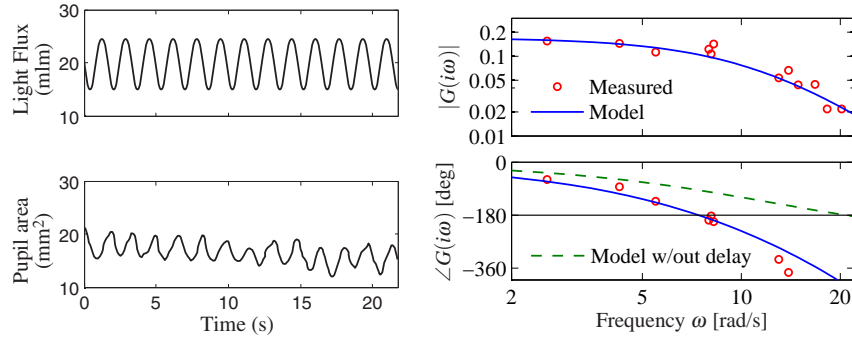 30
20
10
Light Flux
(mlm)
30
20
10
Pupil area
(mm²)
0
5
10
15
20
Time (s)
0.2
0.1
0.05
0.02
0.01
|G(iω)|
Measured
Model
0
−180
−360
∠G(iω) [deg]
Model w/out delay
2
5
10
20
Frequency ω [rad/s]